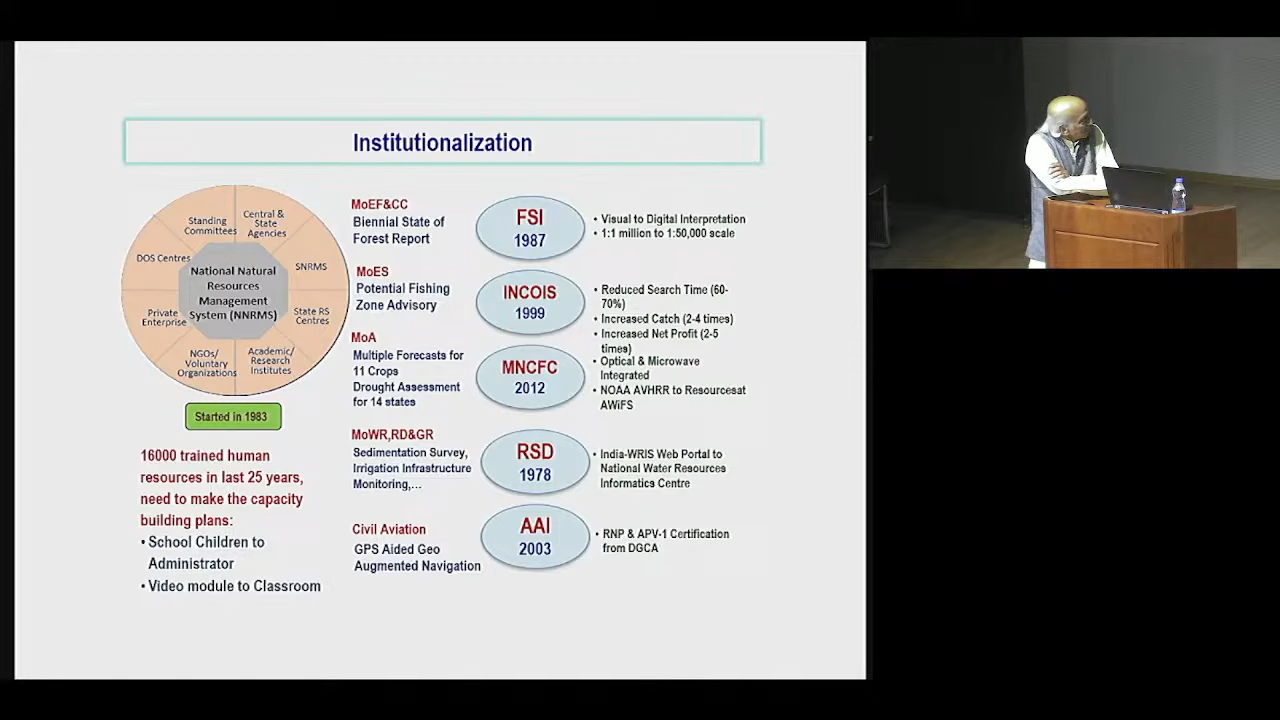 Institutionalization
Standing
Committees
Central &
State
Agencies
DOS Centres
SNRMS
National Natural
Resources
Management
System (NNRMS)
Private
Enterprise
State RS
Centres
NGOs/
Voluntary
Organizations
Academic/
Research
Institutes
Started in 1983
16000 trained human
resources in last 25 years,
need to make the capacity
building plans:
• School Children to
Administrator
• Video module to Classroom
MoEF&CC
Biennial State of
Forest Report
FSI
1987
• Visual to Digital Interpretation
• 1:1 million to 1:50,000 scale
MoES
Potential Fishing
Zone Advisory
INCOIS
1999
• Reduced Search Time (60-
70%)
• Increased Catch (2-4 times)
• Increased Net Profit (2-5
times)
MoA
Multiple Forecasts for
11 Crops
Drought Assessment
for 14 states
MNCFC
2012
• Optical & Microwave
Integrated
• NOAA AVHRR to Resourcesat
AWiFS
MoWR,RD&GR
Sedimentation Survey,
Irrigation Infrastructure
Monitoring,...
RSD
1978
• India-WRIS Web Portal to
National Water Resources
Informatics Centre
Civil Aviation
GPS Aided Geo
Augmented Navigation
AAI
2003
• RNP & APV-1 Certification
from DGCA